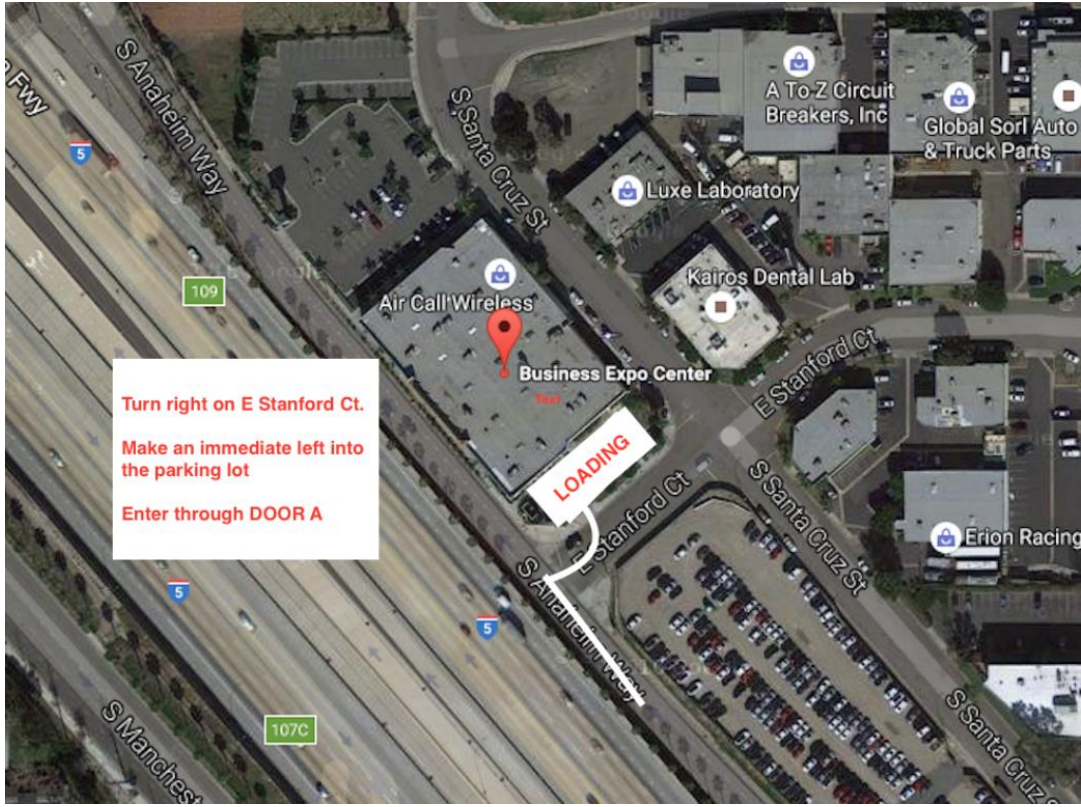 S Anaheim Way
Fwy
5
S Santa Cruz St
A To Z Circuit
Breakers, Inc
Global Sorl Auto
& Truck Parts
Luxe Laboratory
Kairos Dental Lab
109
Air Call Wireless
Business Expo Center
Text
E Stanford Ct
Turn right on E Stanford Ct.
Make an immediate left into
the parking lot
Enter through DOOR A
LOADING
E Stanford Ct
S Santa Cruz St
Erion Racing
S Anaheim Way
5
5
107C
S Manchest
S Santa Cruz
Google